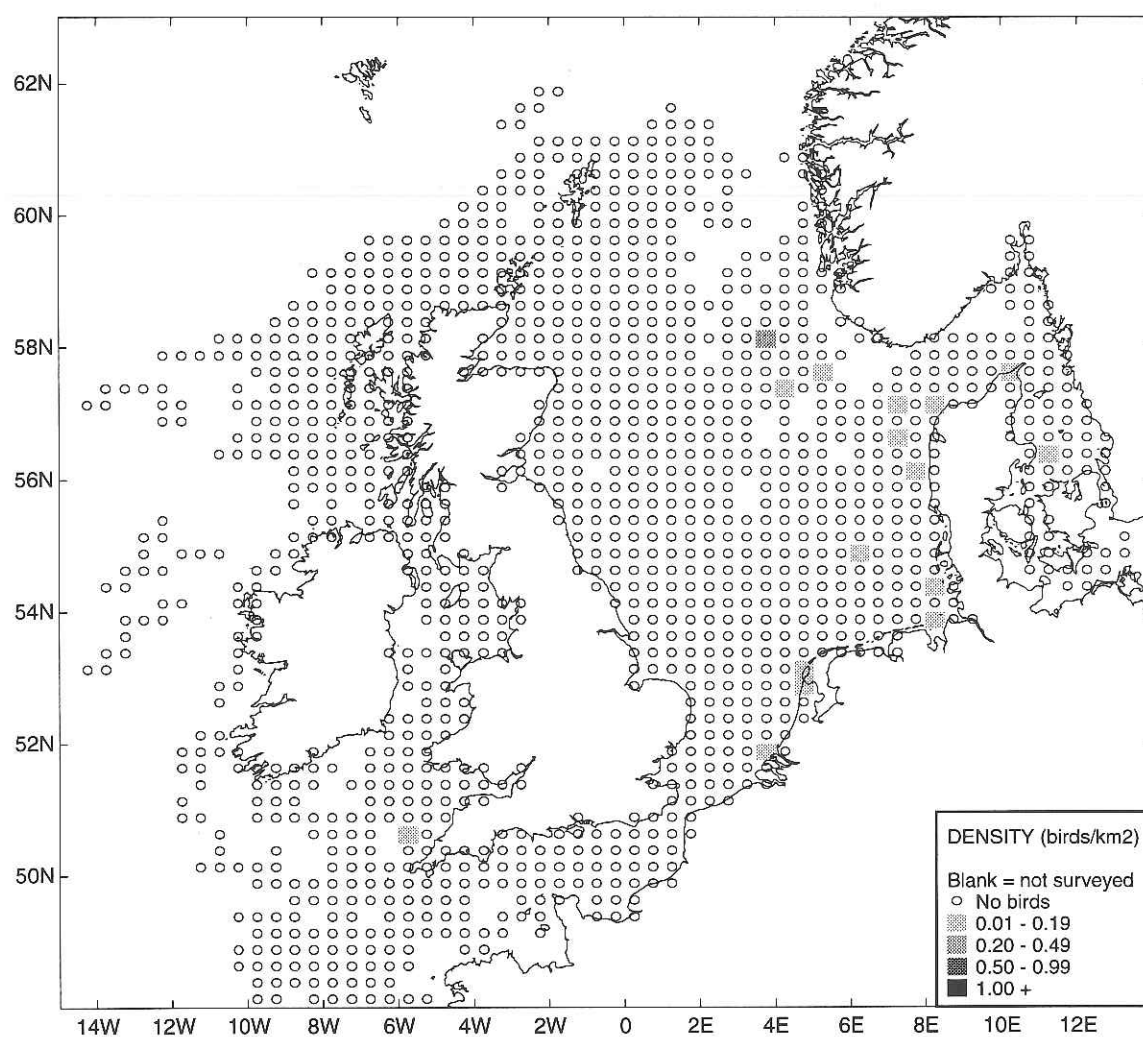 62N
60N
58N
56N
54N
52N
50N
14W 12W 10W 8W 6W 4W 2W 0 2E 4E 6E 8E 10E 12E
DENSITY (birds/km2)
Blank = not surveyed
No birds
0.01 - 0.19
0.20 - 0.49
0.50 - 0.99
1.00 +